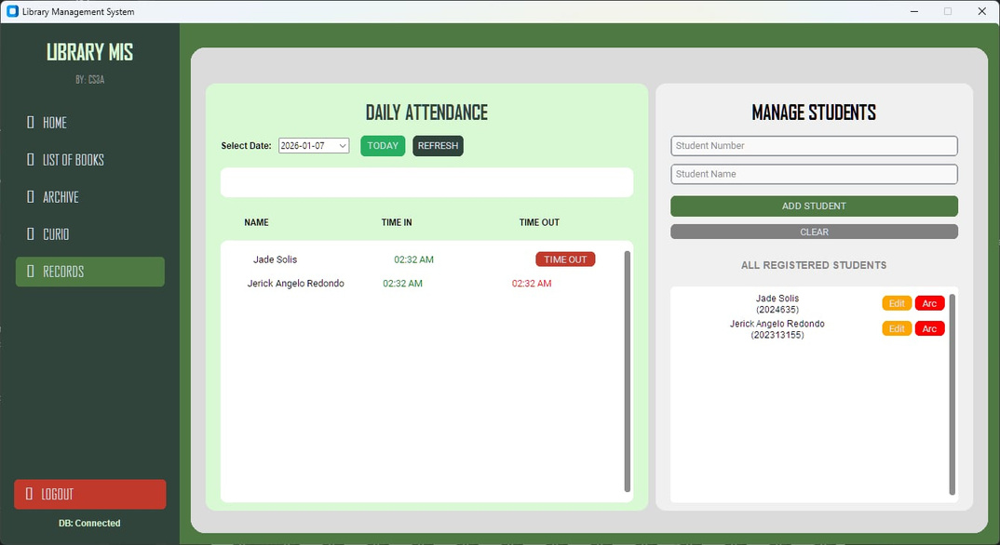 Library Management System
LIBRARY MIS
BY: CS3A
HOME
LIST OF BOOKS
ARCHIVE
CURIO
RECORDS
LOGOUT
DB: Connected
DAILY ATTENDANCE
Select Date: 2026-01-07 TODAY REFRESH
NAME TIME IN TIME OUT
Jade Solis 02:32 AM TIME OUT
Jerick Angelo Redondo 02:32 AM 02:32 AM
MANAGE STUDENTS
Student Number
Student Name
ADD STUDENT
CLEAR
ALL REGISTERED STUDENTS
Jade Solis
(2024635) Edit Arc
Jerick Angelo Redondo
(202313155) Edit Arc